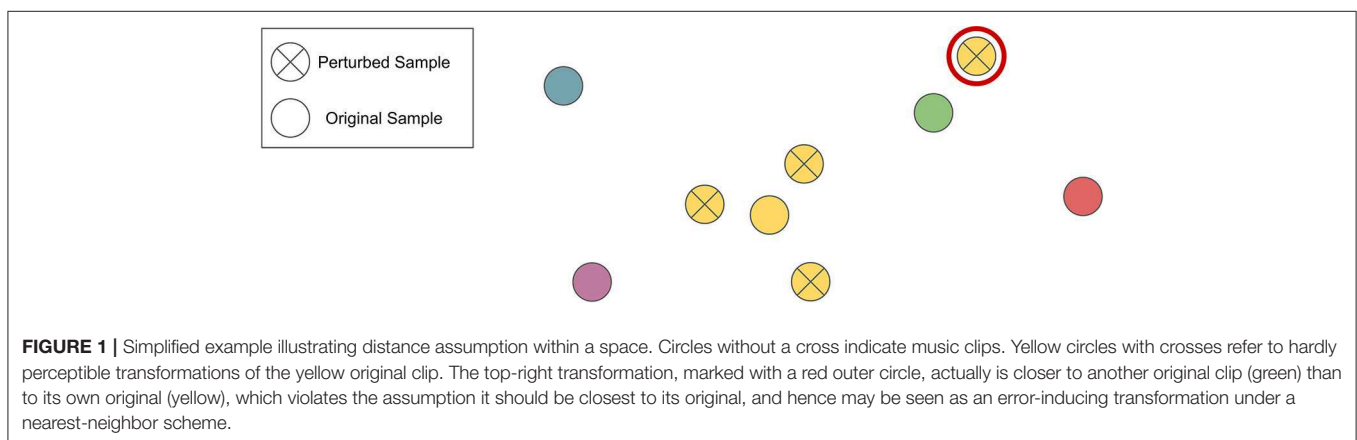 Perturbed Sample
Original Sample
FIGURE 1 | Simplified example illustrating distance assumption within a space. Circles without a cross indicate music clips. Yellow circles with crosses refer to hardly
perceptible transformations of the yellow original clip. The top-right transformation, marked with a red outer circle, actually is closer to another original clip (green) than
to its own original (yellow), which violates the assumption it should be closest to its original, and hence may be seen as an error-inducing transformation under a
nearest-neighbor scheme.